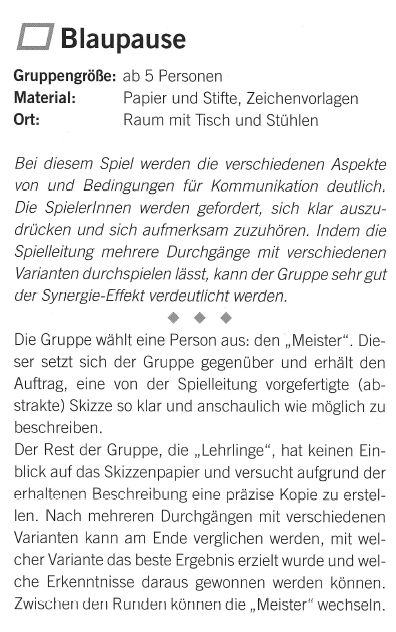 Blaupause
Gruppengröße: ab 5 Personen
Material: Papier und Stifte, Zeichenvorlagen
Ort: Raum mit Tisch und Stühlen
Bei diesem Spiel werden die verschiedenen Aspekte
von und Bedingungen für Kommunikation deutlich.
Die SpielerInnen werden gefordert, sich klar auszu-
drücken und sich aufmerksam zuzuhören. Indem die
Spielleitung mehrere Durchgänge mit verschiedenen
Varianten durchspielen lässt, kann der Gruppe sehr gut
der Synergie-Effekt verdeutlicht werden.
Die Gruppe wählt eine Person aus: den „Meister“. Die-
ser setzt sich der Gruppe gegenüber und erhält den
Auftrag, eine von der Spielleitung vorgefertigte (ab-
strakte) Skizze so klar und anschaulich wie möglich zu
beschreiben.
Der Rest der Gruppe, die „Lehrlinge“, hat keinen Ein-
blick auf das Skizzenpapier und versucht aufgrund der
erhaltenen Beschreibung eine präzise Kopie zu erstel-
len. Nach mehreren Durchgängen mit verschiedenen
Varianten kann am Ende verglichen werden, mit wel-
cher Variante das beste Ergebnis erzielt wurde und wel-
che Erkenntnisse daraus gewonnen werden können.
Zwischen den Runden können die „Meister“ wechseln.